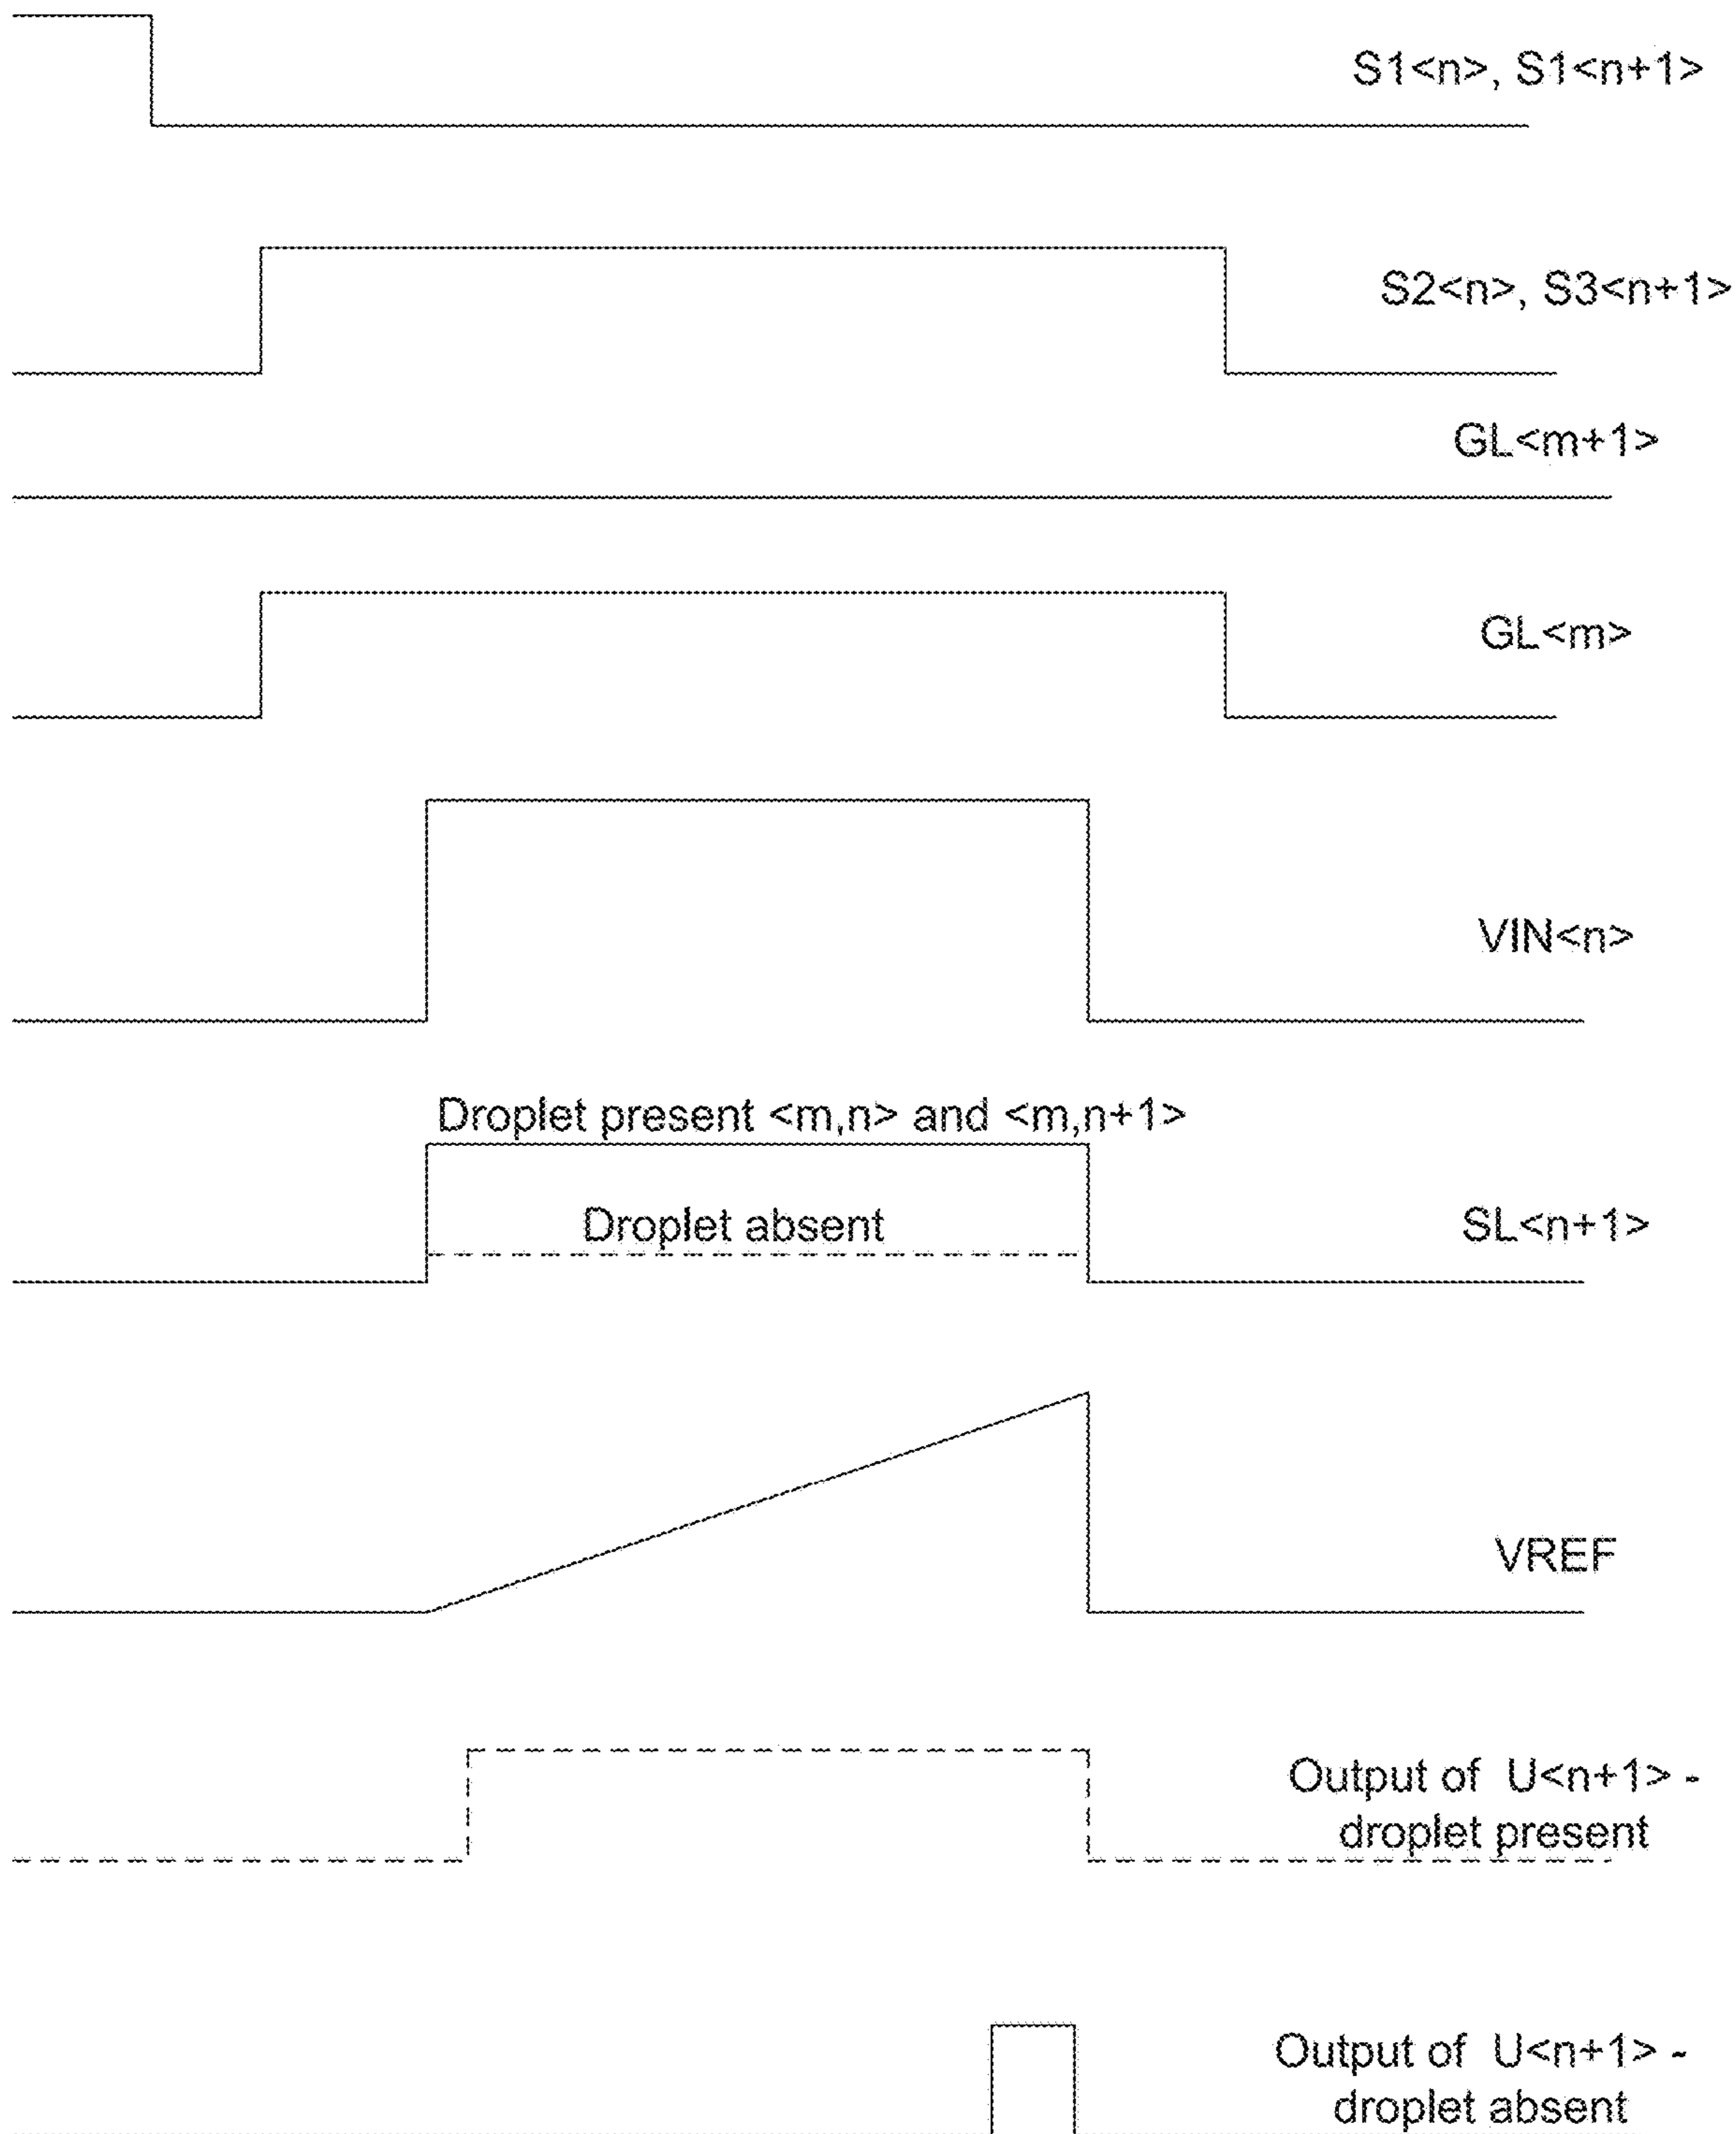 S1<n>, S1<n+1>
S2<n>, S3<n+1>
GL<m+1>
GL<m>
VIN<n>
Droplet present <m,n> and <m,n+1>
Droplet absent
SL<n+1>
VREF
Output of U<n+1> -
droplet present
Output of U<n+1> -
droplet absent